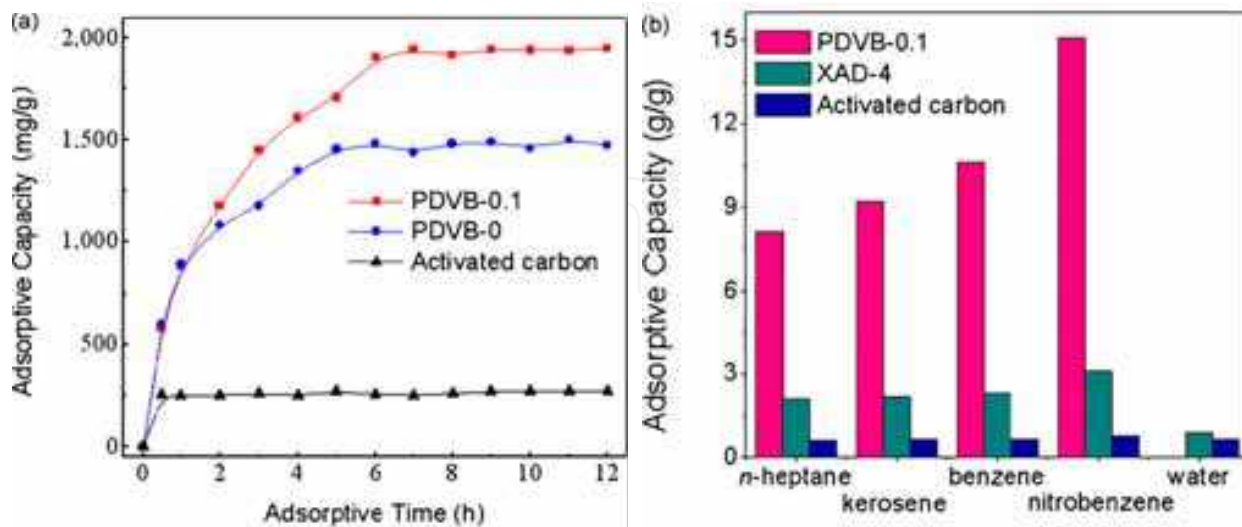 (a)
2,000
1,500
1,000
500
0
Adsorptive Capacity (mg/g)
PDVB-0.1
PDVB-0
Activated carbon
0 2 4 6 8 10 12
Adsorptive Time (h)
(b)
15
12
9
6
3
0
Adsorptive Capacity (g/g)
PDVB-0.1
XAD-4
Activated carbon
n-heptane benzene water
kerosene nitrobenzene